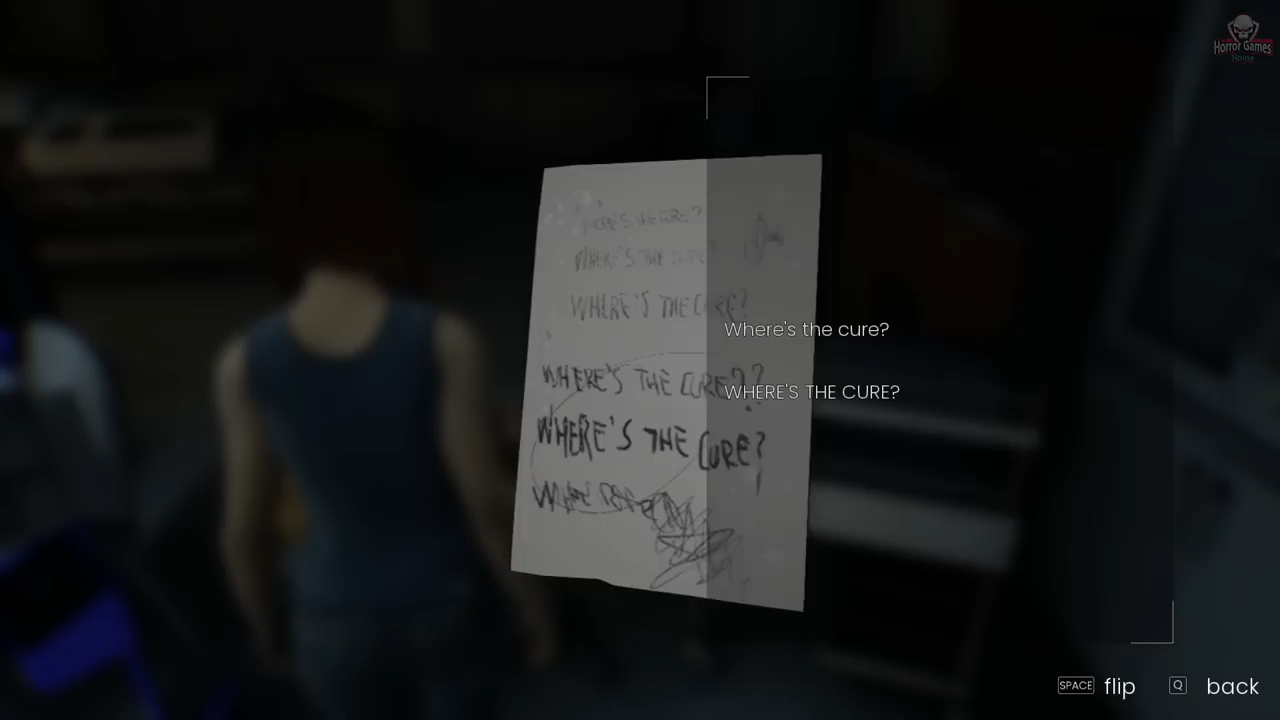 Horror Games
House
WHERE'S THE CURE?
WHERE'S THE CURE
WHERE'S THE CURE?
WHERE'S THE CURE??
WHERE'S THE CURE?
Where's the cure?
WHERE'S THE CURE?
SPACE flip Q back